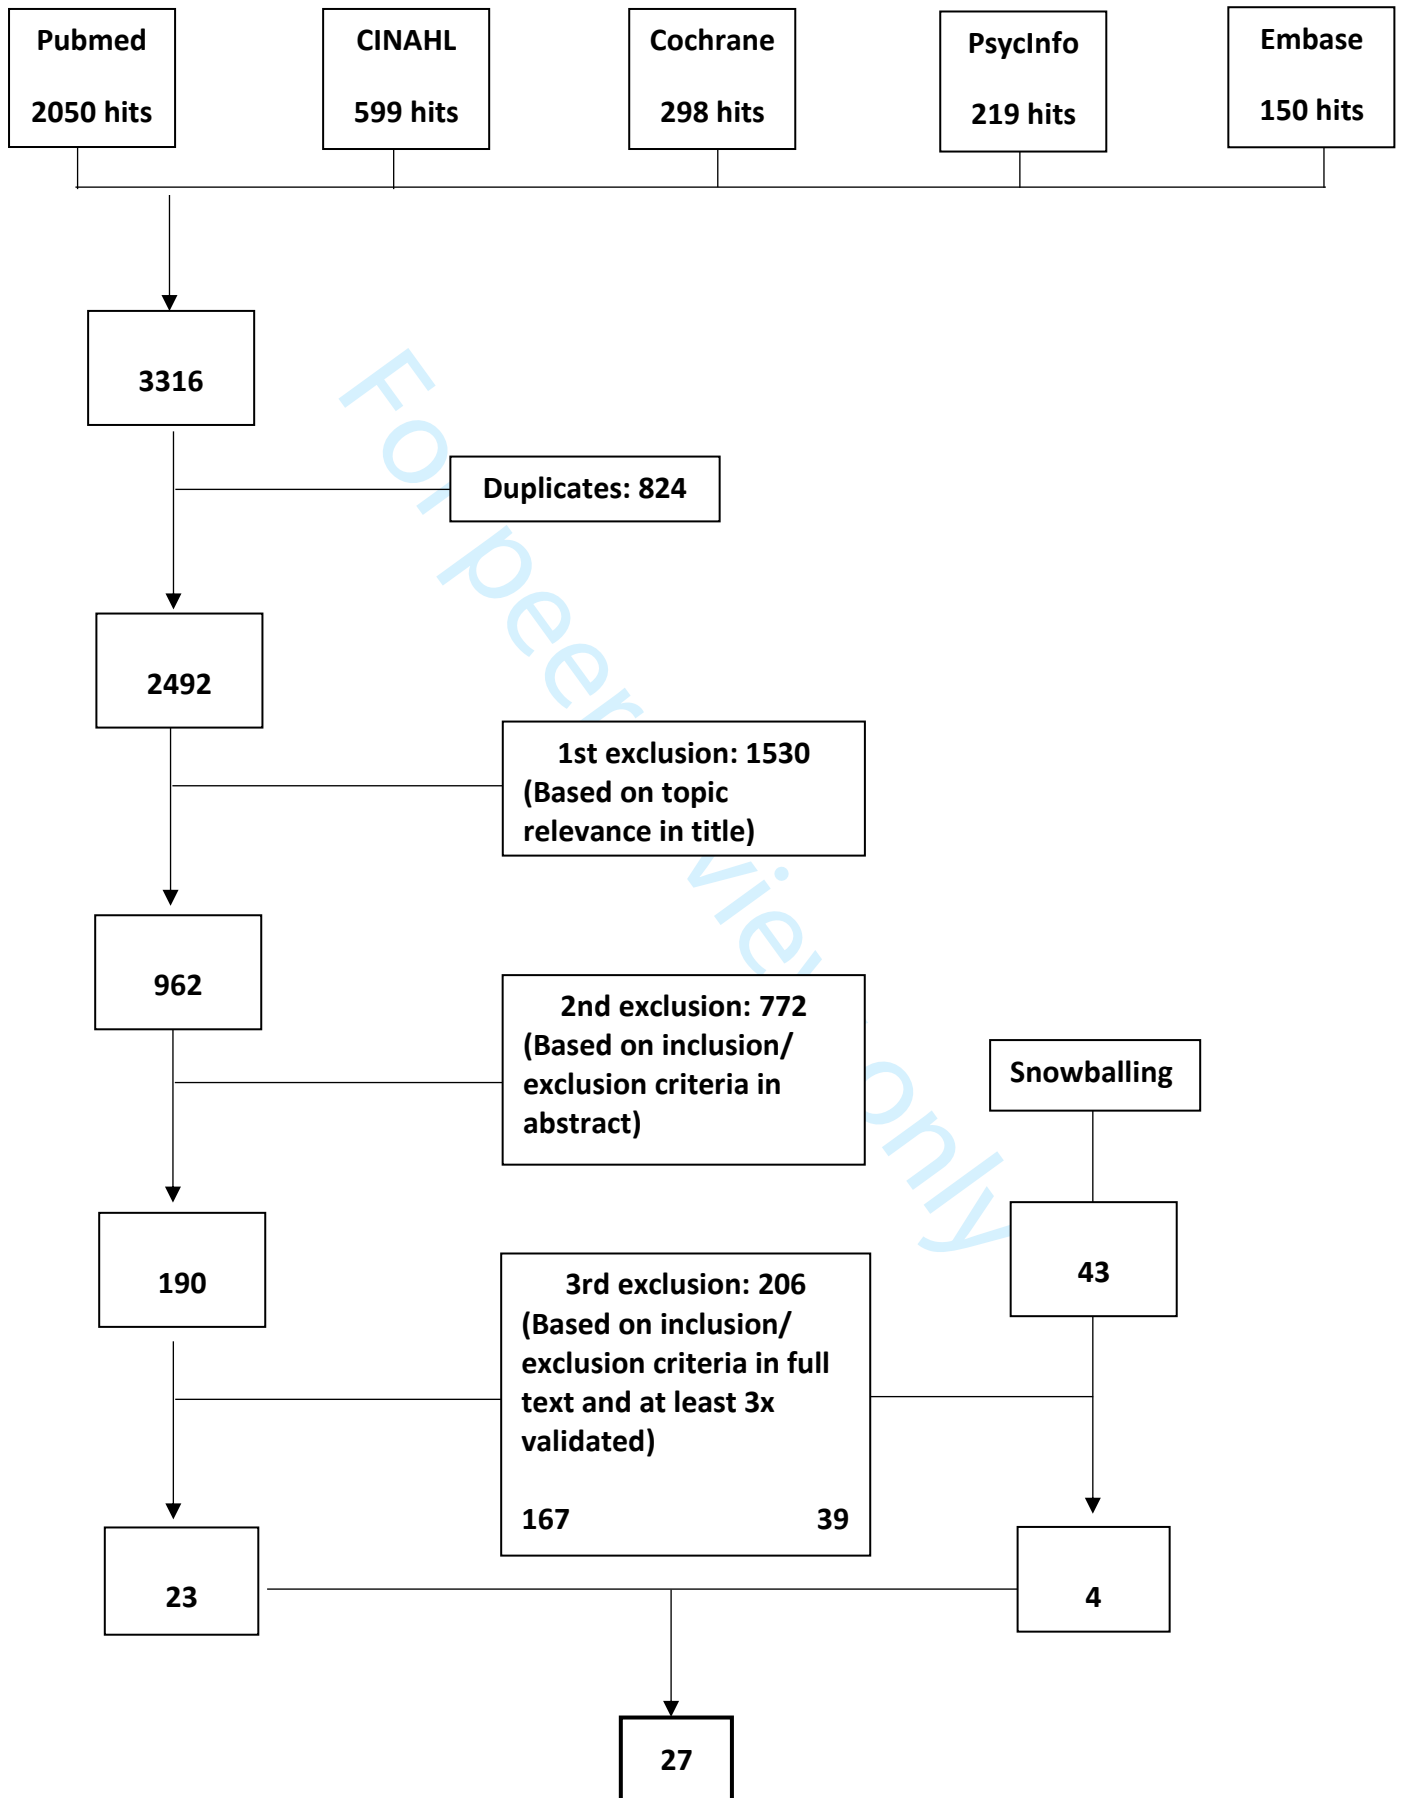 Pubmed
2050 hits
CINAHL
599 hits
Cochrane
298 hits
PsycInfo
219 hits
Embase
150 hits
3316
Duplicates: 824
2492
1st exclusion: 1530
(Based on topic
relevance in title)
962
2nd exclusion: 772
(Based on inclusion/
exclusion criteria in
abstract)
Snowballing
190
43
3rd exclusion: 206
(Based on inclusion/
exclusion criteria in full
text and at least 3x
validated)
167 39
23
4
27
For peer view only